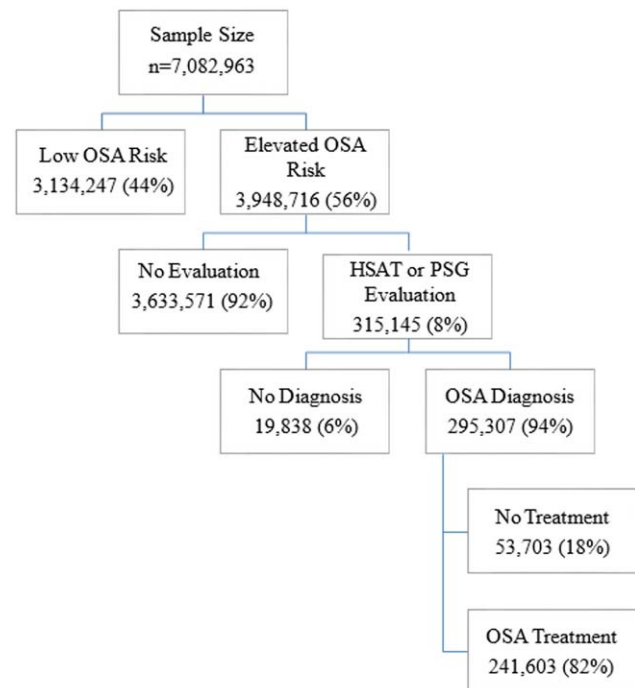 Sample Size
n=7,082,963
Low OSA Risk
3,134,247 (44%)
Elevated OSA
Risk
3,948,716 (56%)
No Evaluation
3,633,571 (92%)
HSAT or PSG
Evaluation
315,145 (8%)
No Diagnosis
19,838 (6%)
OSA Diagnosis
295,307 (94%)
No Treatment
53,703 (18%)
OSA Treatment
241,603 (82%)